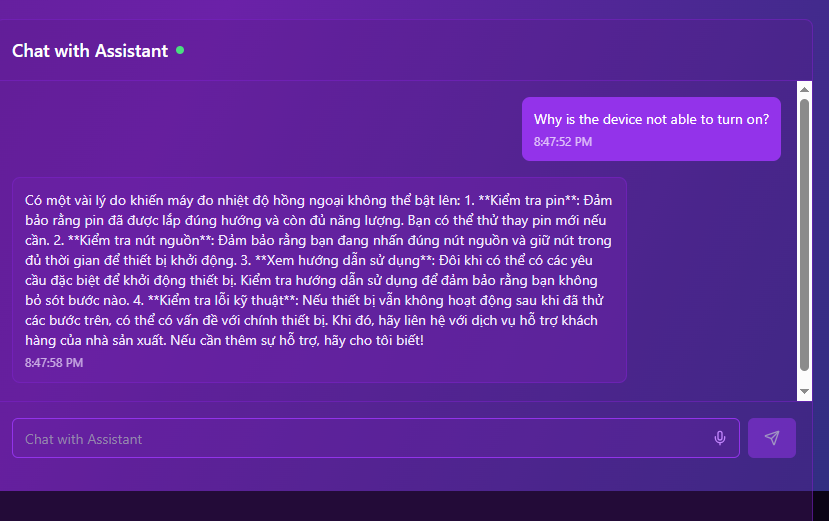 Chat with Assistant
Why is the device not able to turn on?
8:47:52 PM
Có một vài lý do khiến máy đo nhiệt độ hồng ngoại không thể bật lên: 1. **Kiểm tra pin**: Đảm
bảo rằng pin đã được lắp đúng hướng và còn đủ năng lượng. Bạn có thể thử thay pin mới nếu
cần. 2. **Kiểm tra nút nguồn**: Đảm bảo rằng bạn đang nhấn đúng nút nguồn và giữ nút trong
đủ thời gian để thiết bị khởi động. 3. **Xem hướng dẫn sử dụng**: Đôi khi có thể có các yêu
cầu đặc biệt để khởi động thiết bị. Kiểm tra hướng dẫn sử dụng để đảm bảo rằng bạn không
bỏ sót bước nào. 4. **Kiểm tra lỗi kỹ thuật**: Nếu thiết bị vẫn không hoạt động sau khi đã thử
các bước trên, có thể có vấn đề với chính thiết bị. Khi đó, hãy liên hệ với dịch vụ hỗ trợ khách
hàng của nhà sản xuất. Nếu cần thêm sự hỗ trợ, hãy cho tôi biết!
8:47:58 PM
Chat with Assistant